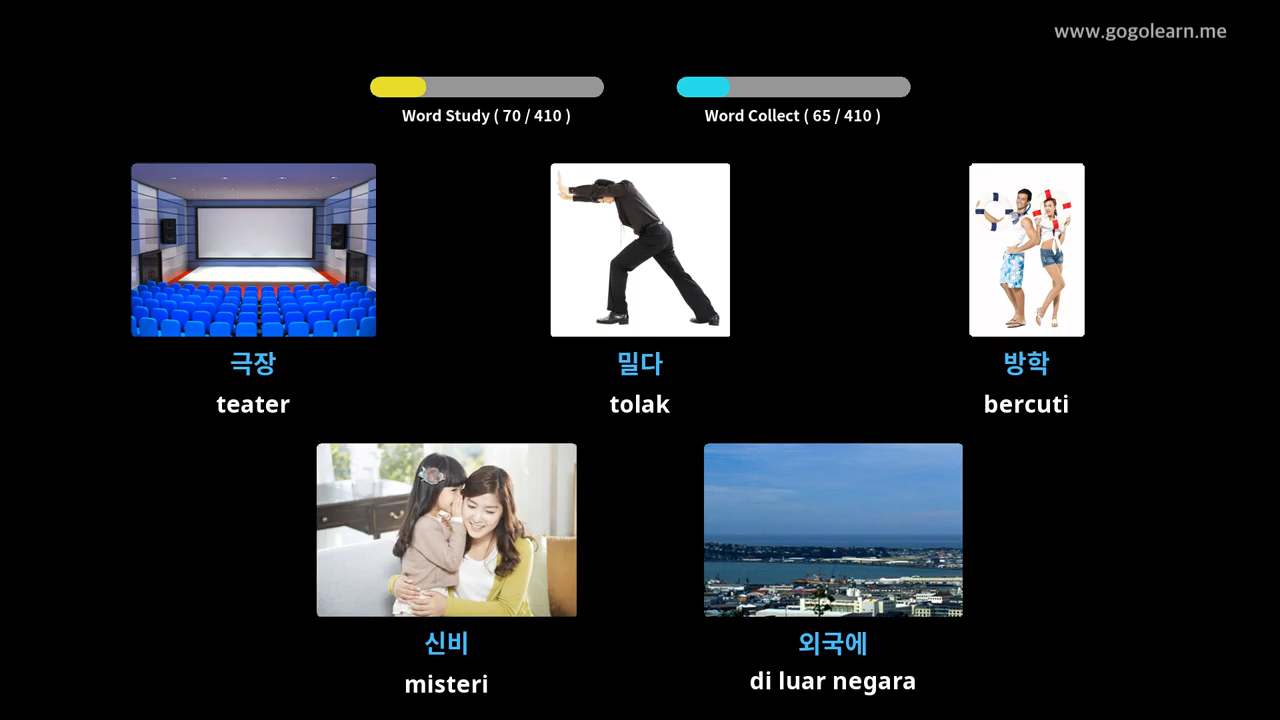 www.gogolearn.me
Word Study ( 70 / 410 )
Word Collect ( 65 / 410 )
극장
teater
밀다
tolak
방학
bercuti
신비
misteri
외국에
di luar negara